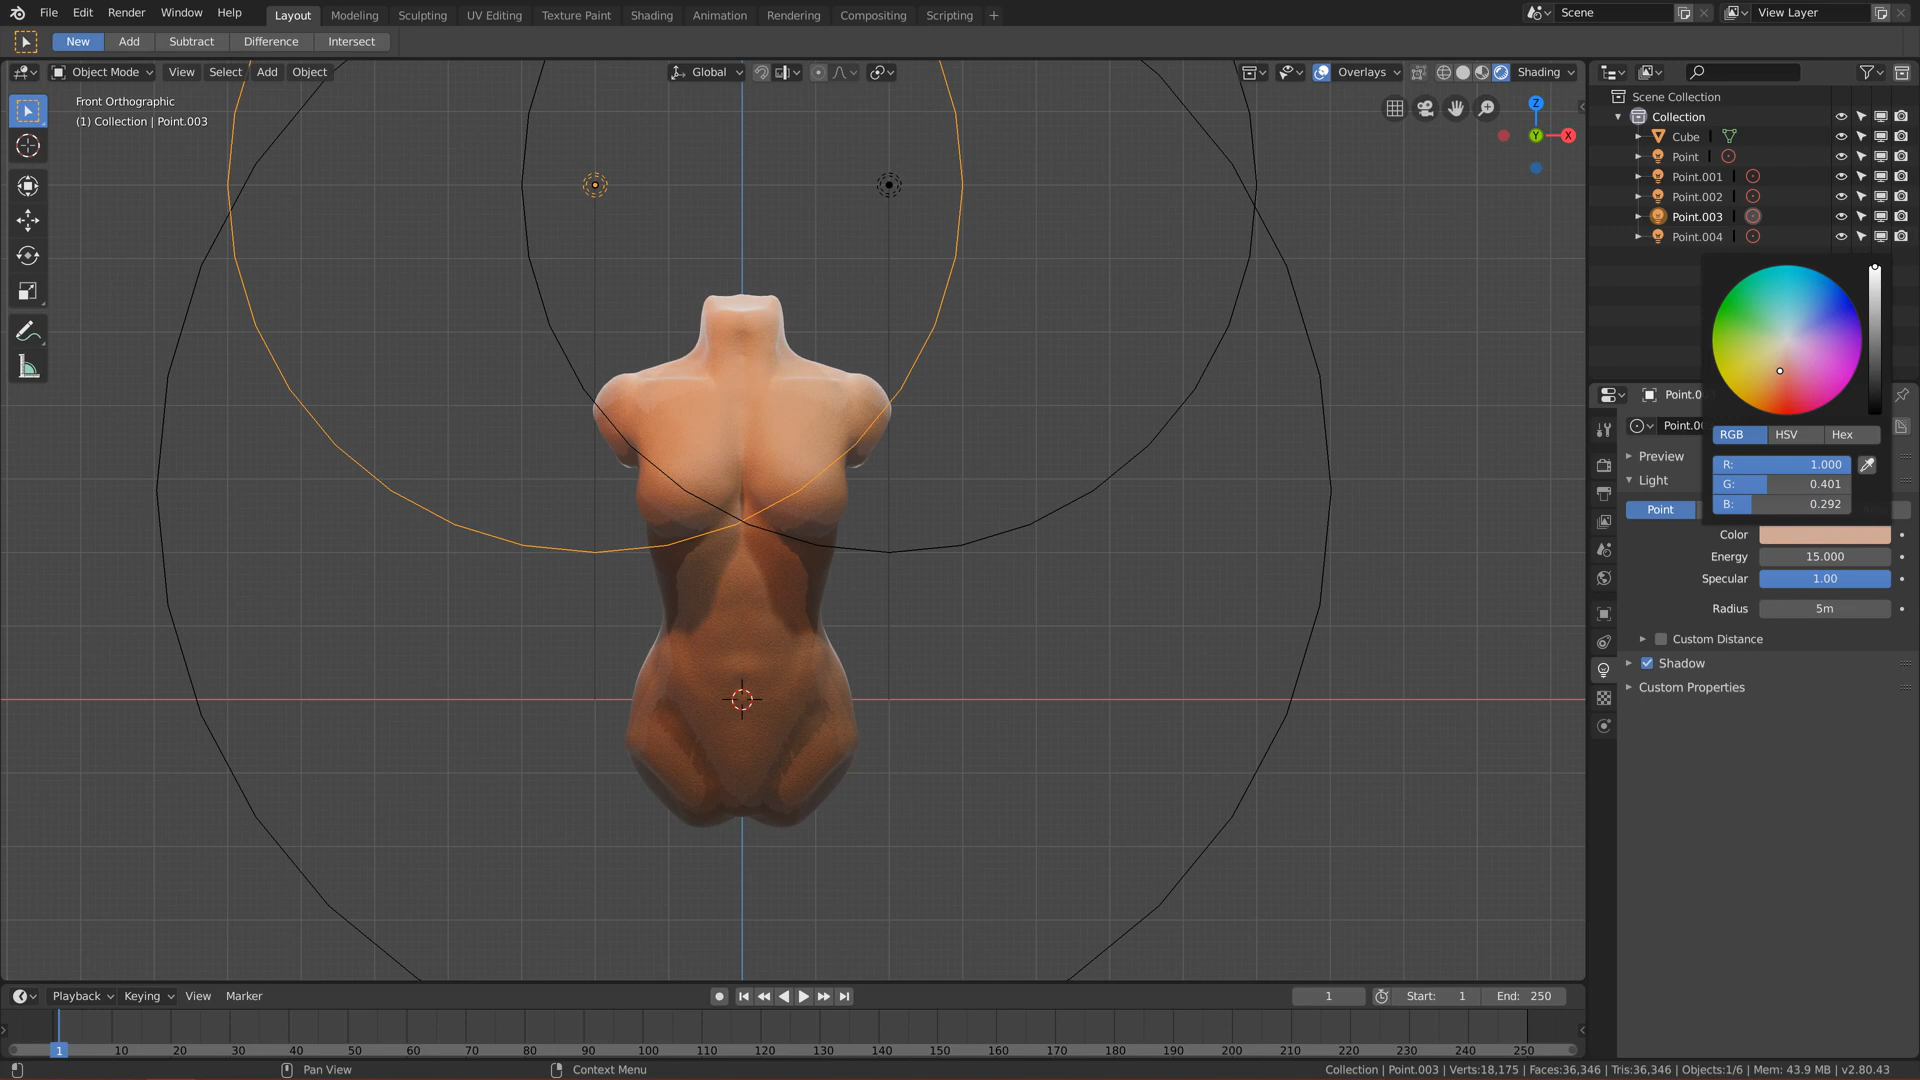 File Edit Render Window Help Layout Modeling Sculpting UV Editing Texture Paint Shading Animation Rendering Compositing Scripting + Scene View Layer
New Add Subtract Difference Intersect
Object Mode View Select Add Object Global Overlays Shading
Front Orthographic
(1) Collection | Point.003
Z
Y
X
Scene Collection
Collection
Cube
Point
Point.001
Point.002
Point.003
Point.004
RGB HSV Hex
R: 1.000
G: 0.401
B: 0.292
Preview
Light
Point
Color
Energy 15.000
Specular 1.00
Radius 5m
Custom Distance
Shadow
Custom Properties
Playback Keying View Marker 1 Start: 1 End: 250
1 10 20 30 40 50 60 70 80 90 100 110 120 130 140 150 160 170 180 190 200 210 220 230 240 250
Pan View Context Menu Collection | Point.003 | Verts:18,175 | Faces:36,346 | Tris:36,346 | Objects:1/6 | Mem: 43.9 MB | v2.80.43